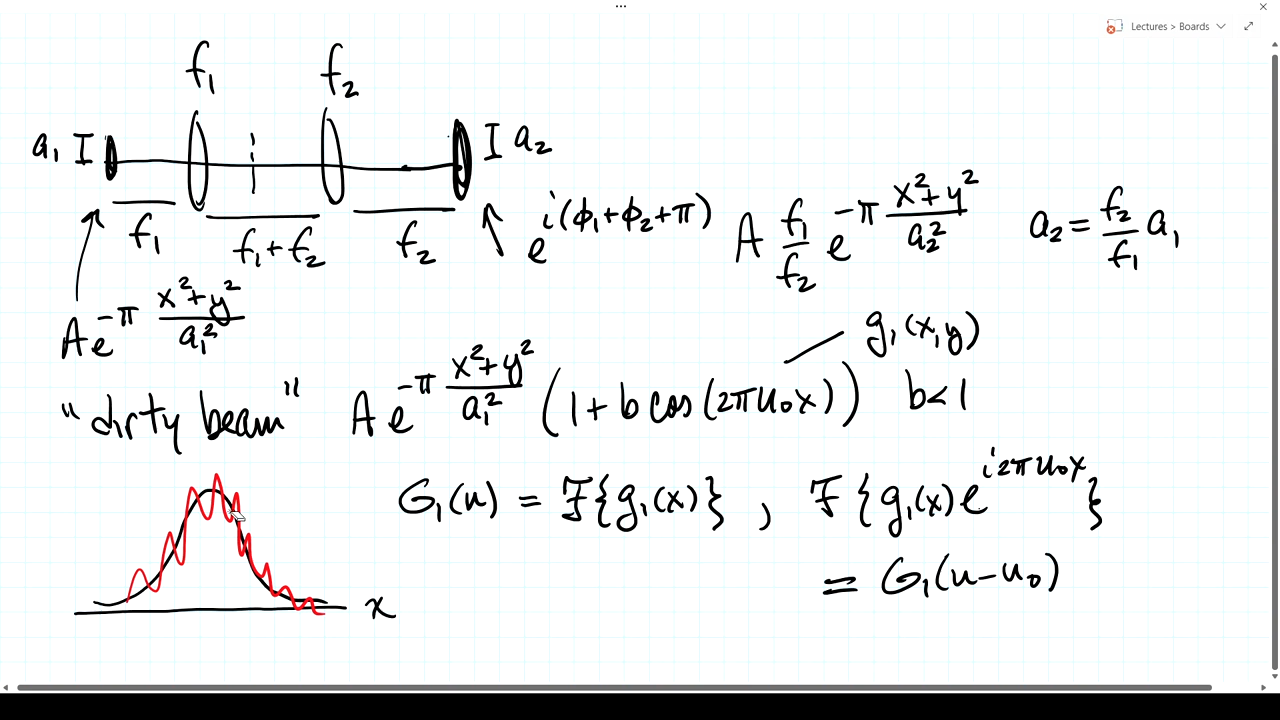 Lectures > Boards
f₁ f₂
a₁ I I a₂
f₁ f₁+f₂ f₂
e^{i(ϕ₁+ϕ₂+π)} A f₁/f₂ e^{-π (x²+y²)/a₂²} a₂ = f₂/f₁ a₁
A e^{-π (x²+y²)/a₁²}
g₁(x,y)
"dirty beam" A e^{-π (x²+y²)/a₁²} (1 + b cos(2πu₀x)) b<1
G₁(u) = ℱ{g₁(x)} , ℱ{g₁(x) e^{i2πu₀x}}
= G₁(u-u₀)
x